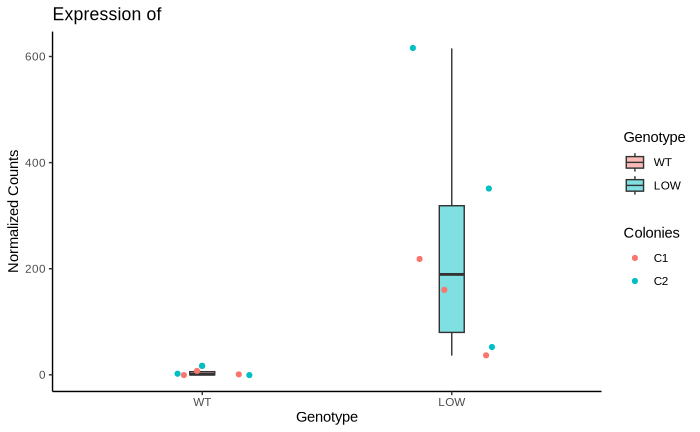 Expression of
Normalized Counts
600
400
200
0
WT
LOW
Genotype
Genotype
WT
LOW
Colonies
C1
C2